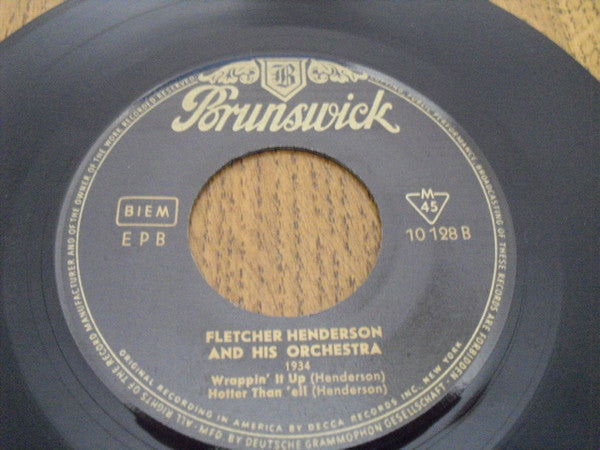 B
Brunswick
BIEM
EPB
M
45
10 128 B
FLETCHER HENDERSON
AND HIS ORCHESTRA
1934
Wrappin' It Up (Henderson)
Hotter Than 'ell (Henderson)
ORIGINAL RECORDING IN AMERICA BY DECCA RECORDS INC., NEW YORK
MFD. BY DEUTSCHE GRAMMOPHON GESELLSCHAFT
ALL RIGHTS OF THE RECORD MANUFACTURER AND OF THE OWNER OF THE WORK RECORDED RESERVED
PUBLIC PERFORMANCE, BROADCASTING OF THESE RECORDS ARE FORBIDDEN